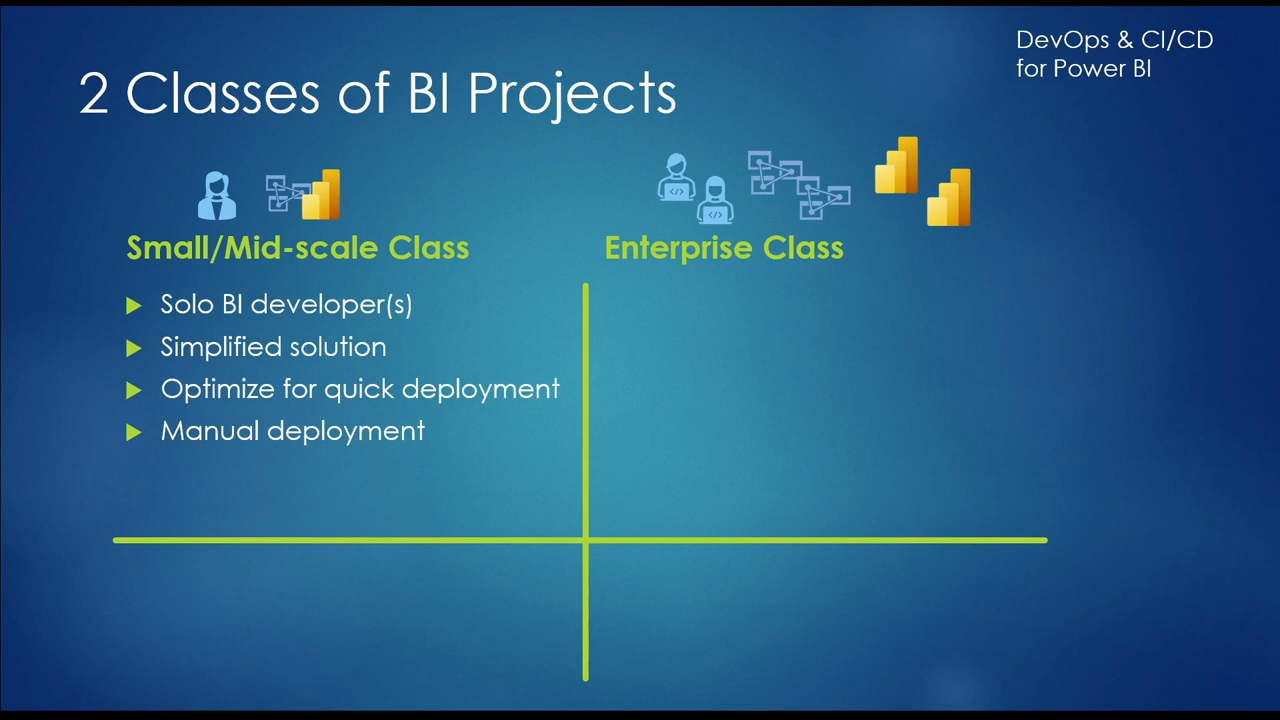 DevOps & CI/CD
for Power BI
2 Classes of BI Projects
Small/Mid-scale Class
Solo BI developer(s)
Simplified solution
Optimize for quick deployment
Manual deployment
Enterprise Class